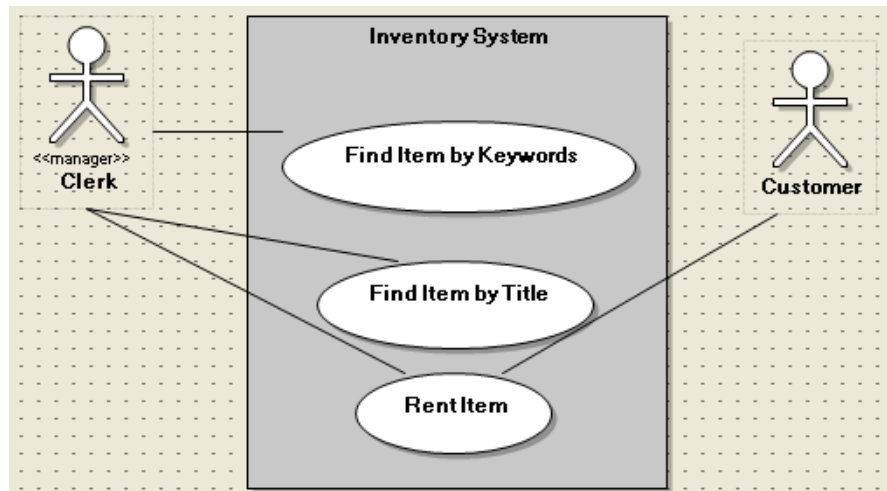 Inventory System
Find Item by Keywords
<<manager>>
Clerk
Customer
Find Item by Title
Rent Item